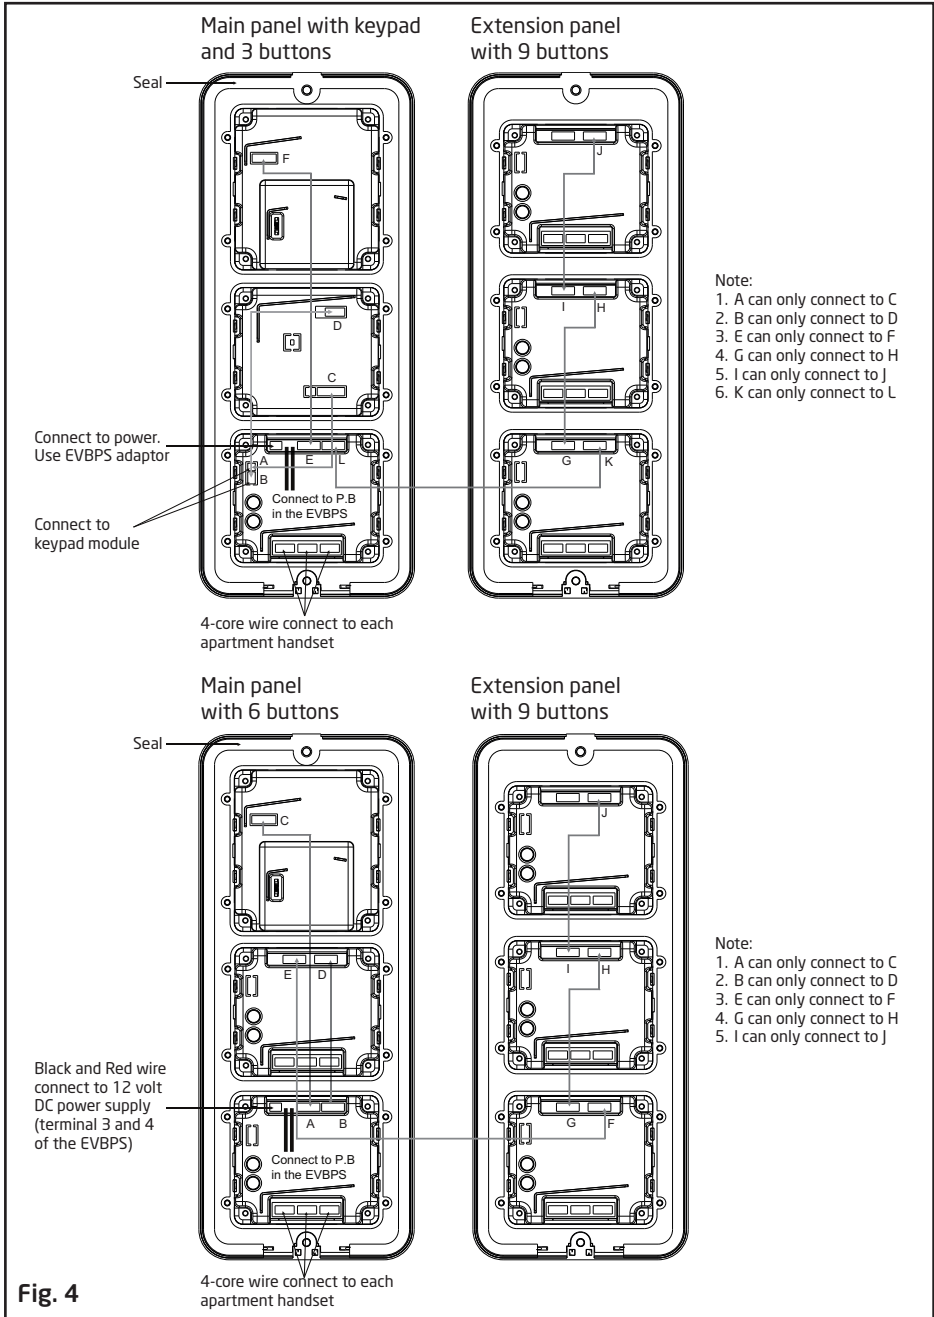 Main panel with keypad
and 3 buttons
Extension panel
with 9 buttons
Seal
F
J
I
H
D
C
Note:
1. A can only connect to C
2. B can only connect to D
3. E can only connect to F
4. G can only connect to H
5. I can only connect to J
6. K can only connect to L
Connect to power.
Use EVBPS adaptor
A
E
L
B
G
K
Connect to P.B
in the EVBPS
Connect to
keypad module
4-core wire connect to each
apartment handset
Main panel
with 6 buttons
Extension panel
with 9 buttons
Seal
C
J
E
D
I
H
Note:
1. A can only connect to C
2. B can only connect to D
3. E can only connect to F
4. G can only connect to H
5. I can only connect to J
Black and Red wire
connect to 12 volt
DC power supply
(terminal 3 and 4
of the EVBPS)
A
B
G
F
Connect to P.B
in the EVBPS
4-core wire connect to each
apartment handset
Fig. 4